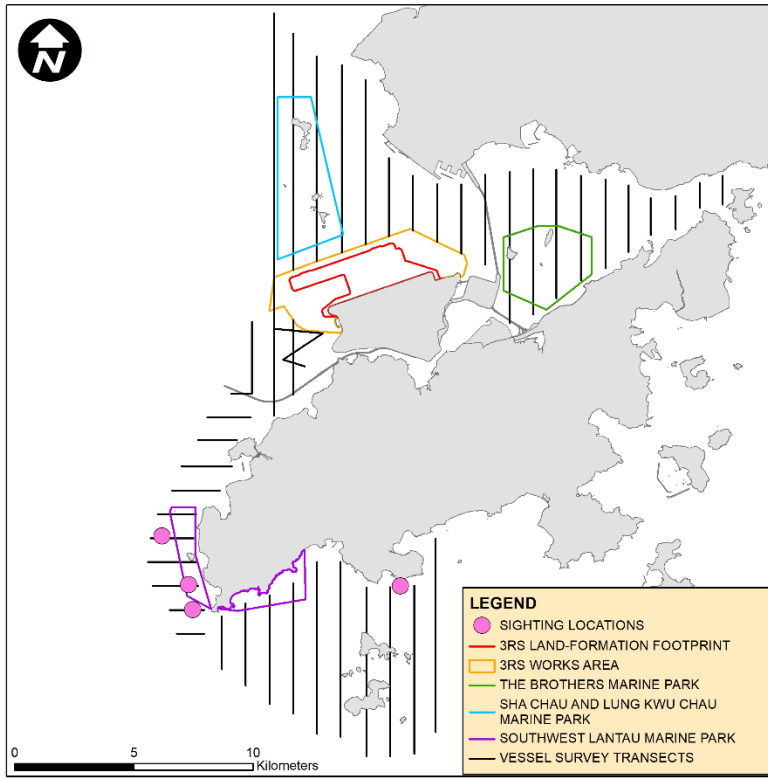 N
LEGEND
SIGHTING LOCATIONS
3RS LAND-FORMATION FOOTPRINT
3RS WORKS AREA
THE BROTHERS MARINE PARK
SHA CHAU AND LUNG KWU CHAU
MARINE PARK
SOUTHWEST LANTAU MARINE PARK
VESSEL SURVEY TRANSECTS
0 5 10
Kilometers